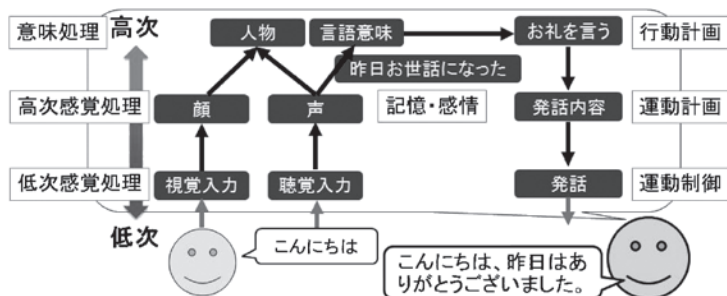 意味処理
高次
人物
言語意味
お礼を言う
行動計画
昨日お世話になった
高次感覚処理
顔
声
記憶・感情
発話内容
運動計画
低次感覚処理
視覚入力
聴覚入力
発話
運動制御
低次
こんにちは
こんにちは、昨日はあ
りがとうございました。